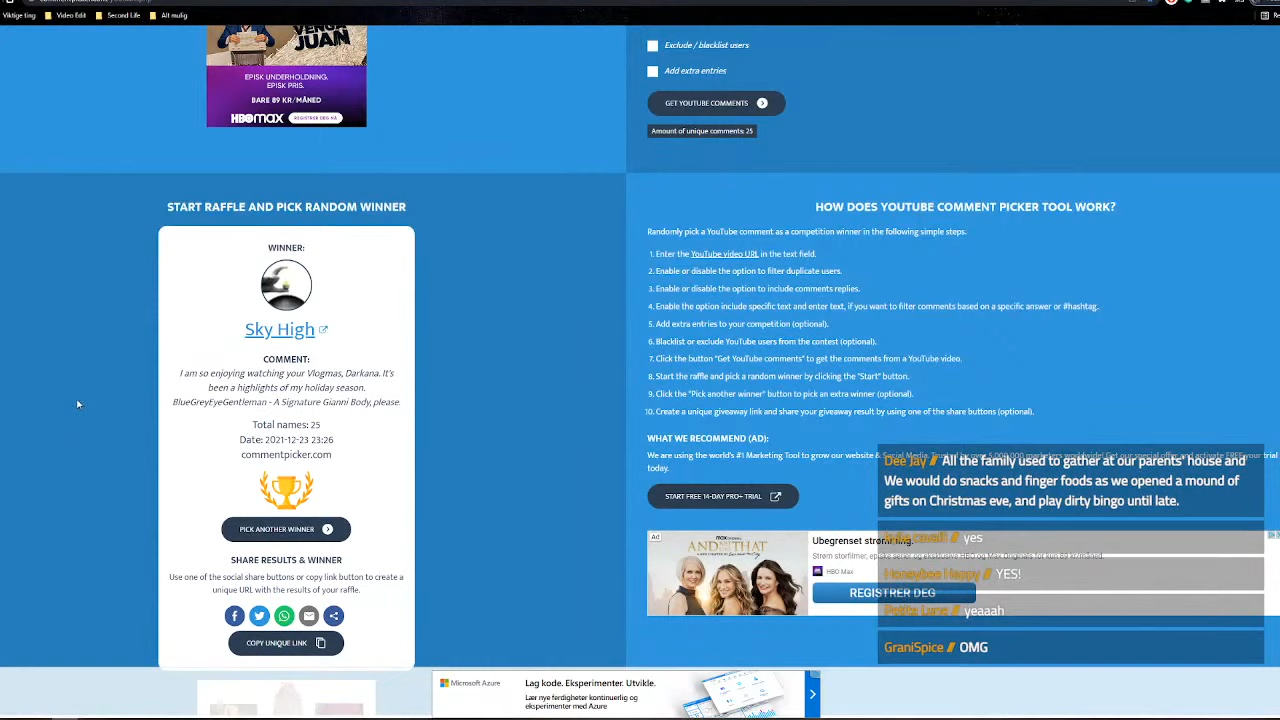 Viktige ting
Video Edit
Second Life
Alt mulig
JUAN
EPISK UNDERHOLDNING.
EPISK PRIS.
BARE 89 KR/MÅNED
HBOmax
REGISTRER DEG NÅ
Exclude / blacklist users
Add extra entries
GET YOUTUBE COMMENTS
Amount of unique comments: 25
START RAFFLE AND PICK RANDOM WINNER
WINNER:
Sky High
COMMENT:
I am so enjoying watching your Vlogmas, Darkana. It's
been a highlights of my holiday season.
BlueGreyEyeGentleman - A Signature Gianni Body, please.
Total names: 25
Date: 2021-12-23 23:26
commentpicker.com
PICK ANOTHER WINNER
SHARE RESULTS & WINNER
Use one of the social share buttons or copy link button to create a
unique URL with the results of your raffle.
COPY UNIQUE LINK
HOW DOES YOUTUBE COMMENT PICKER TOOL WORK?
Randomly pick a YouTube comment as a competition winner in the following simple steps.
1. Enter the YouTube video URL in the text field.
2. Enable or disable the option to filter duplicate users.
3. Enable or disable the option to include comments replies.
4. Enable the option include specific text and enter text, if you want to filter comments based on a specific answer or #hashtag.
5. Add extra entries to your competition (optional).
6. Blacklist or exclude YouTube users from the contest (optional).
7. Click the button "Get YouTube comments" to get the comments from a YouTube video.
8. Start the raffle and pick a random winner by clicking the "Start" button.
9. Click the "Pick another winner" button to pick an extra winner (optional).
10. Create a unique giveaway link and share your giveaway result by using one of the share buttons (optional).
WHAT WE RECOMMEND (AD):
We are using the world's #1 Marketing Tool to grow our website & Social Media.
today.
START FREE 14-DAY PRO+ TRIAL
Dee Jay // All the family used to gather at our parents' house and
We would do snacks and finger foods as we opened a mound of
gifts on Christmas eve, and play dirty bingo until late.
yes
Honeybee Happy // YES!
Petite Lune // yeaaah
GraniSpice // OMG
Ad
max
AND JUST LIKE THAT
Ubegrenset strømming.
HBO Max
REGISTRER DEG
Microsoft Azure
Lag kode. Eksperimenter. Utvikle.
Lær nye ferdigheter kontinuerlig og
eksperimenter med Azure